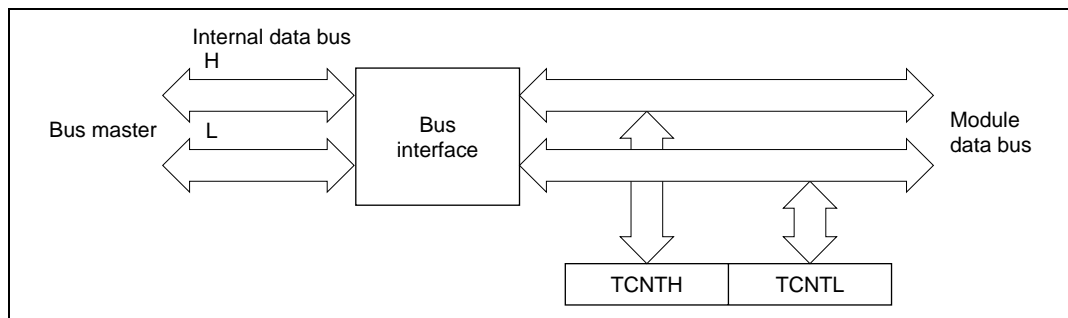 Internal data bus
H
Bus master
L
Bus
interface
Module
data bus
TCNTH
TCNTL